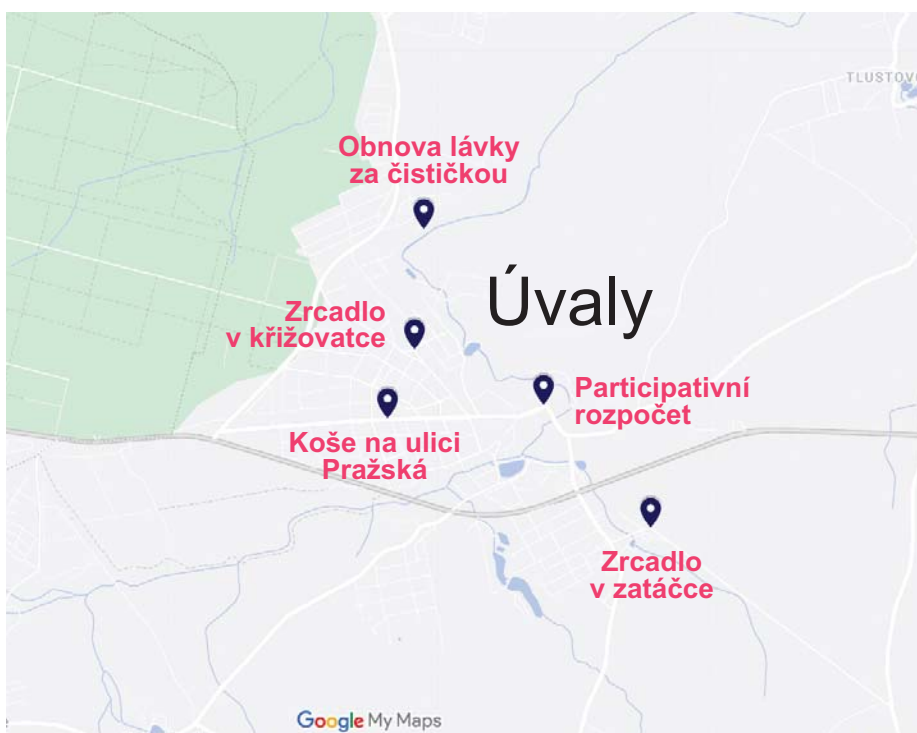 TLUSTOV
Obnova lávky
za čističkou
Úvaly
Zrcadlo
v křižovatce
Participativní
rozpočet
Koše na ulici
Pražská
Zrcadlo
v zatáčce
Google My Maps